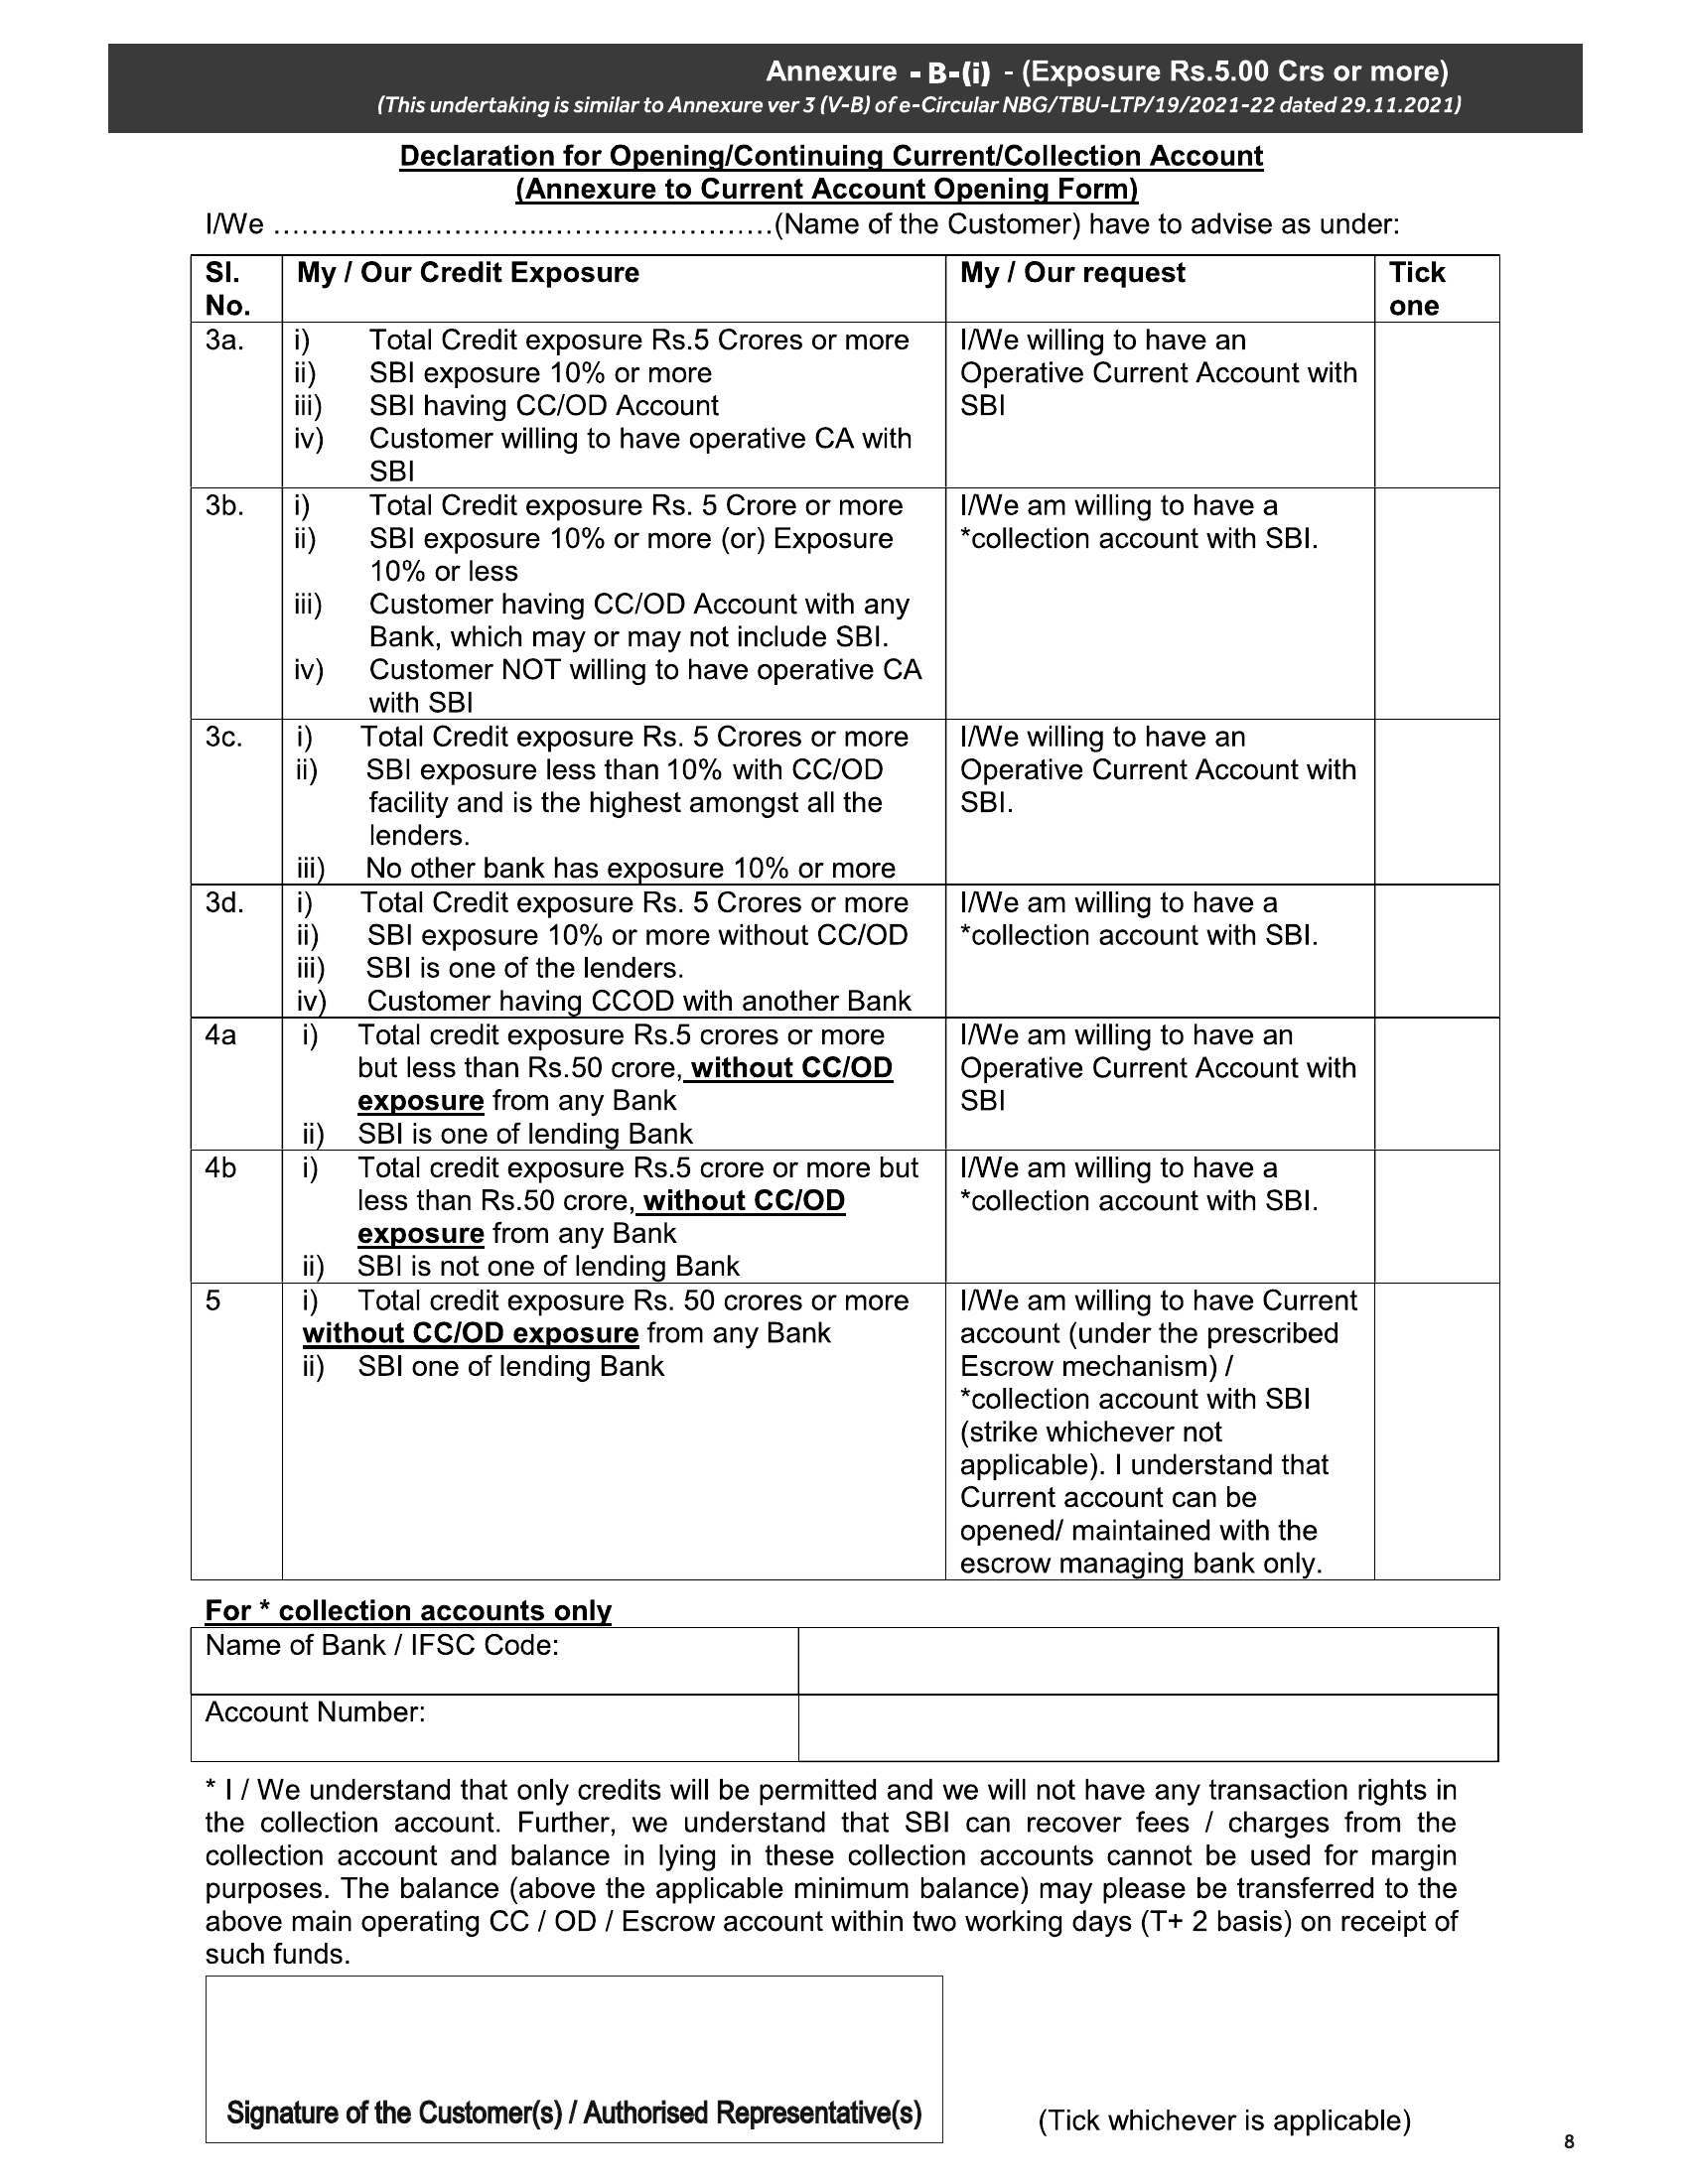 Annexure - B-(i) - (Exposure Rs.5.00 Crs or more)
(This undertaking is similar to Annexure ver 3 (V-B) of e-Circular NBG/TBU-LTP/19/2021-22 dated 29.11.2021)
Declaration for Opening/Continuing Current/Collection Account
(Annexure to Current Account Opening Form)
I/We ……………………………………………(Name of the Customer) have to advise as under:
Sl. No. My / Our Credit Exposure My / Our request Tick one
3a.
i) Total Credit exposure Rs.5 Crores or more
ii) SBI exposure 10% or more
iii) SBI having CC/OD Account
iv) Customer willing to have operative CA with
SBI
I/We willing to have an
Operative Current Account with
SBI
3b.
i) Total Credit exposure Rs. 5 Crore or more
ii) SBI exposure 10% or more (or) Exposure
10% or less
iii) Customer having CC/OD Account with any
Bank, which may or may not include SBI.
iv) Customer NOT willing to have operative CA
with SBI
I/We am willing to have a
*collection account with SBI.
3c.
i) Total Credit exposure Rs. 5 Crores or more
ii) SBI exposure less than 10% with CC/OD
facility and is the highest amongst all the
lenders.
iii) No other bank has exposure 10% or more
I/We willing to have an
Operative Current Account with
SBI.
3d.
i) Total Credit exposure Rs. 5 Crores or more
ii) SBI exposure 10% or more without CC/OD
iii) SBI is one of the lenders.
iv) Customer having CCOD with another Bank
I/We am willing to have a
*collection account with SBI.
4a
i) Total credit exposure Rs.5 crores or more
but less than Rs.50 crore, without CC/OD
exposure from any Bank
ii) SBI is one of lending Bank
I/We am willing to have an
Operative Current Account with
SBI
4b
i) Total credit exposure Rs.5 crore or more but
less than Rs.50 crore, without CC/OD
exposure from any Bank
ii) SBI is not one of lending Bank
I/We am willing to have a
*collection account with SBI.
5
i) Total credit exposure Rs. 50 crores or more
without CC/OD exposure from any Bank
ii) SBI one of lending Bank
I/We am willing to have Current
account (under the prescribed
Escrow mechanism) /
*collection account with SBI
(strike whichever not
applicable). I understand that
Current account can be
opened/ maintained with the
escrow managing bank only.
For * collection accounts only
Name of Bank / IFSC Code:
Account Number:
* I / We understand that only credits will be permitted and we will not have any transaction rights in
the collection account. Further, we understand that SBI can recover fees / charges from the
collection account and balance in lying in these collection accounts cannot be used for margin
purposes. The balance (above the applicable minimum balance) may please be transferred to the
above main operating CC / OD / Escrow account within two working days (T+ 2 basis) on receipt of
such funds.
Signature of the Customer(s) / Authorised Representative(s)
(Tick whichever is applicable)
8